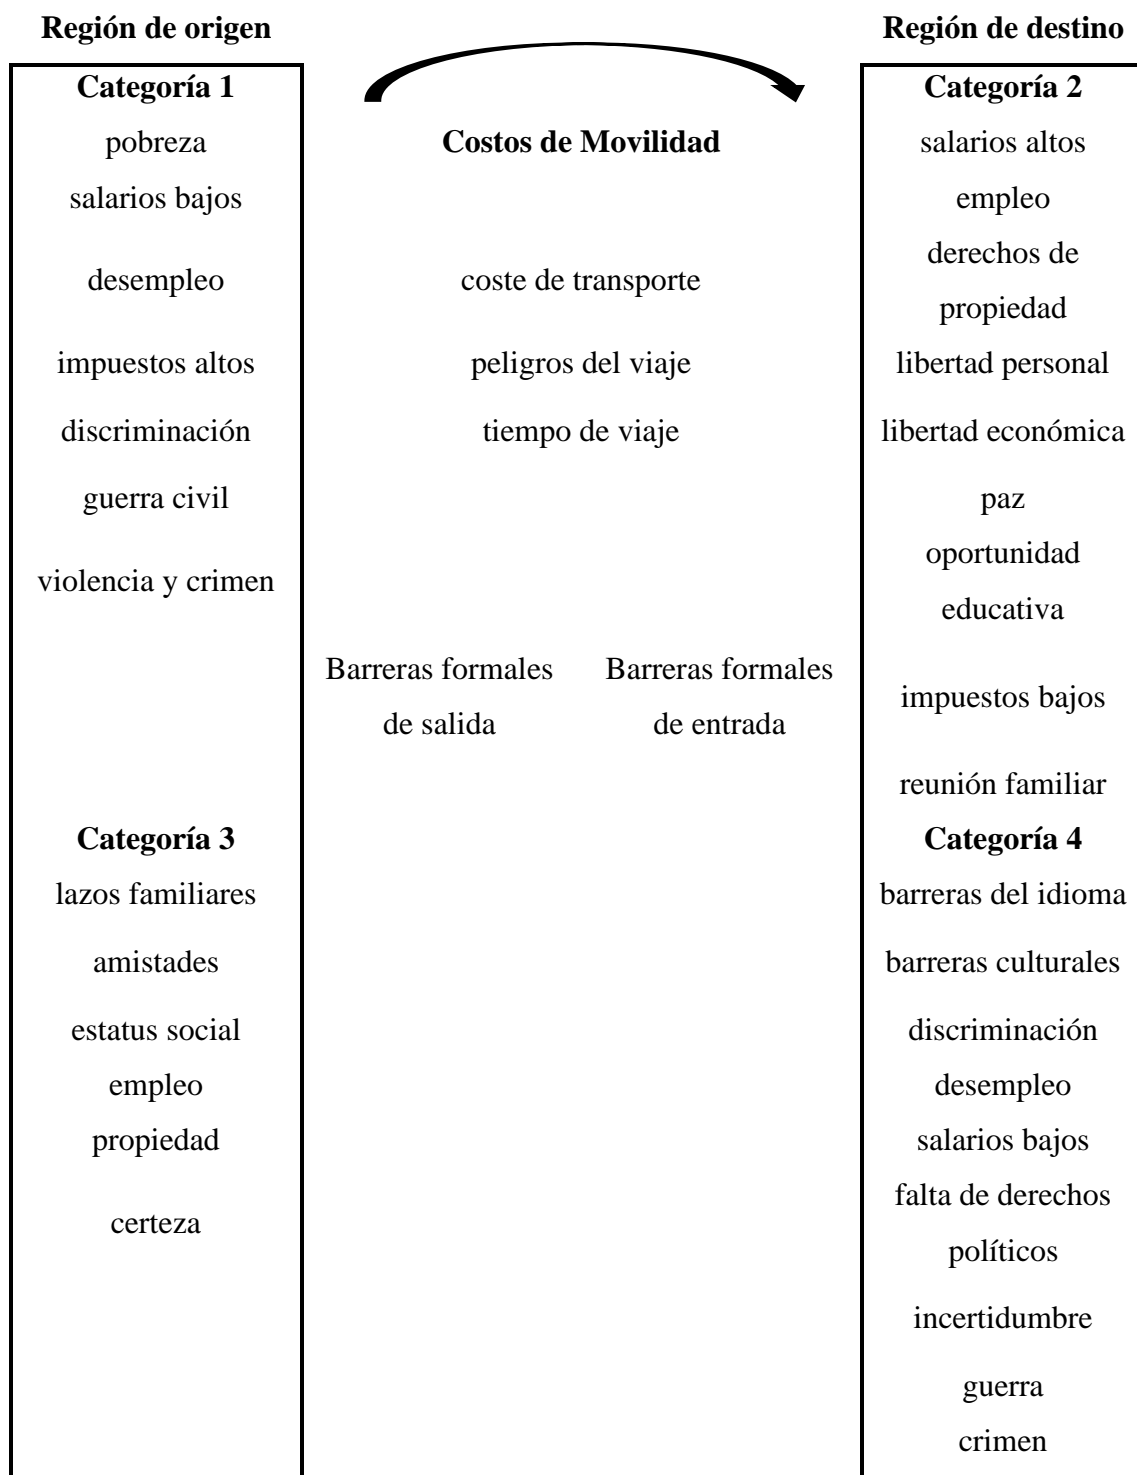 Región de origen
Región de destino
Categoría 1
Costos de Movilidad
Categoría 2
pobreza
salarios altos
salarios bajos
empleo
desempleo
coste de transporte
derechos de
propiedad
impuestos altos
peligros del viaje
libertad personal
discriminación
tiempo de viaje
libertad económica
guerra civil
paz
violencia y crimen
oportunidad
educativa
Barreras formales
de salida
Barreras formales
de entrada
impuestos bajos
reunión familiar
Categoría 3
Categoría 4
lazos familiares
barreras del idioma
amistades
barreras culturales
estatus social
discriminación
empleo
desempleo
propiedad
salarios bajos
certeza
falta de derechos
políticos
incertidumbre
guerra
crimen